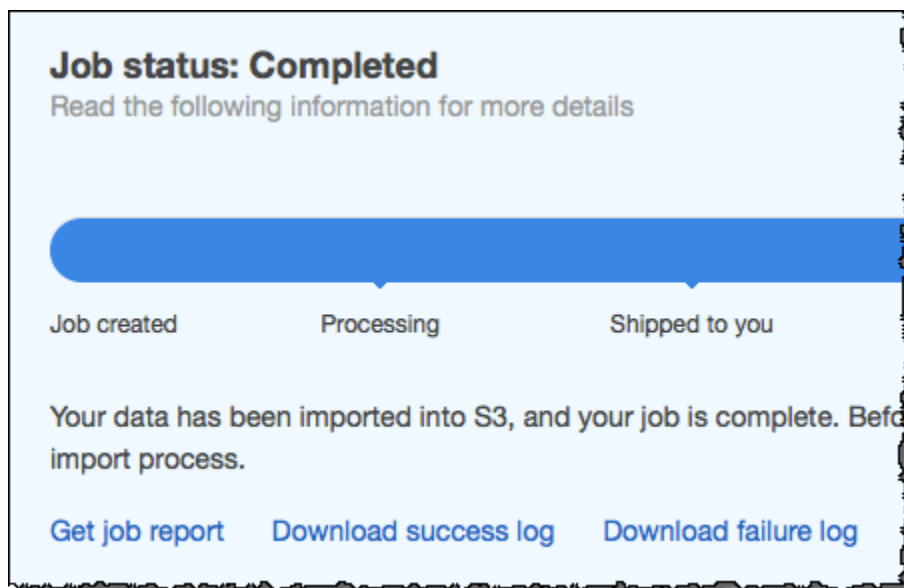 Job status: Completed
Read the following information for more details
Job created Processing Shipped to you
Your data has been imported into S3, and your job is complete.
import process.
Get job report Download success log Download failure log